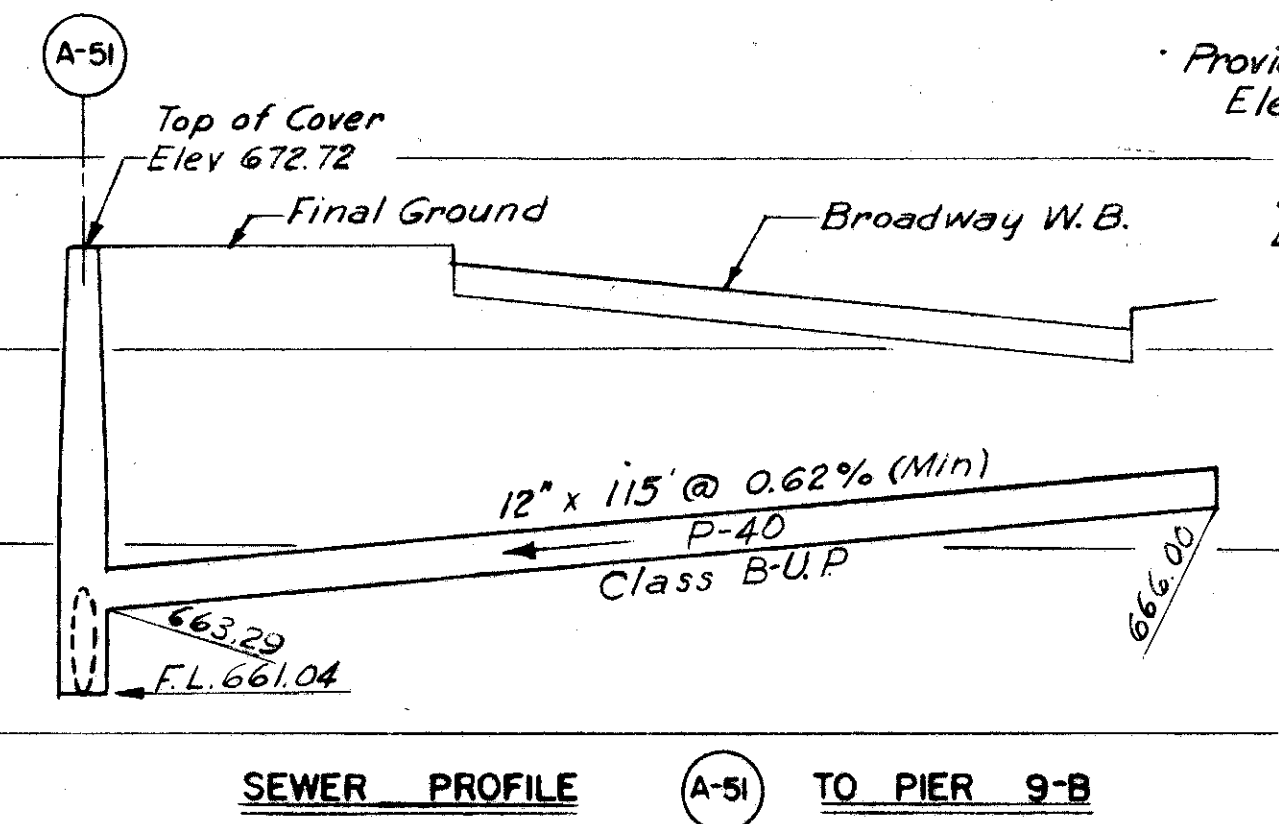 A-51
Top of Cover
Elev 672.72
Final Ground
Broadway W.B.
12" x 115' @ 0.62% (Min)
P-40
Class B-U.P
663.29
F.L. 661.04
666.00
SEWER PROFILE A-51 TO PIER 9-B